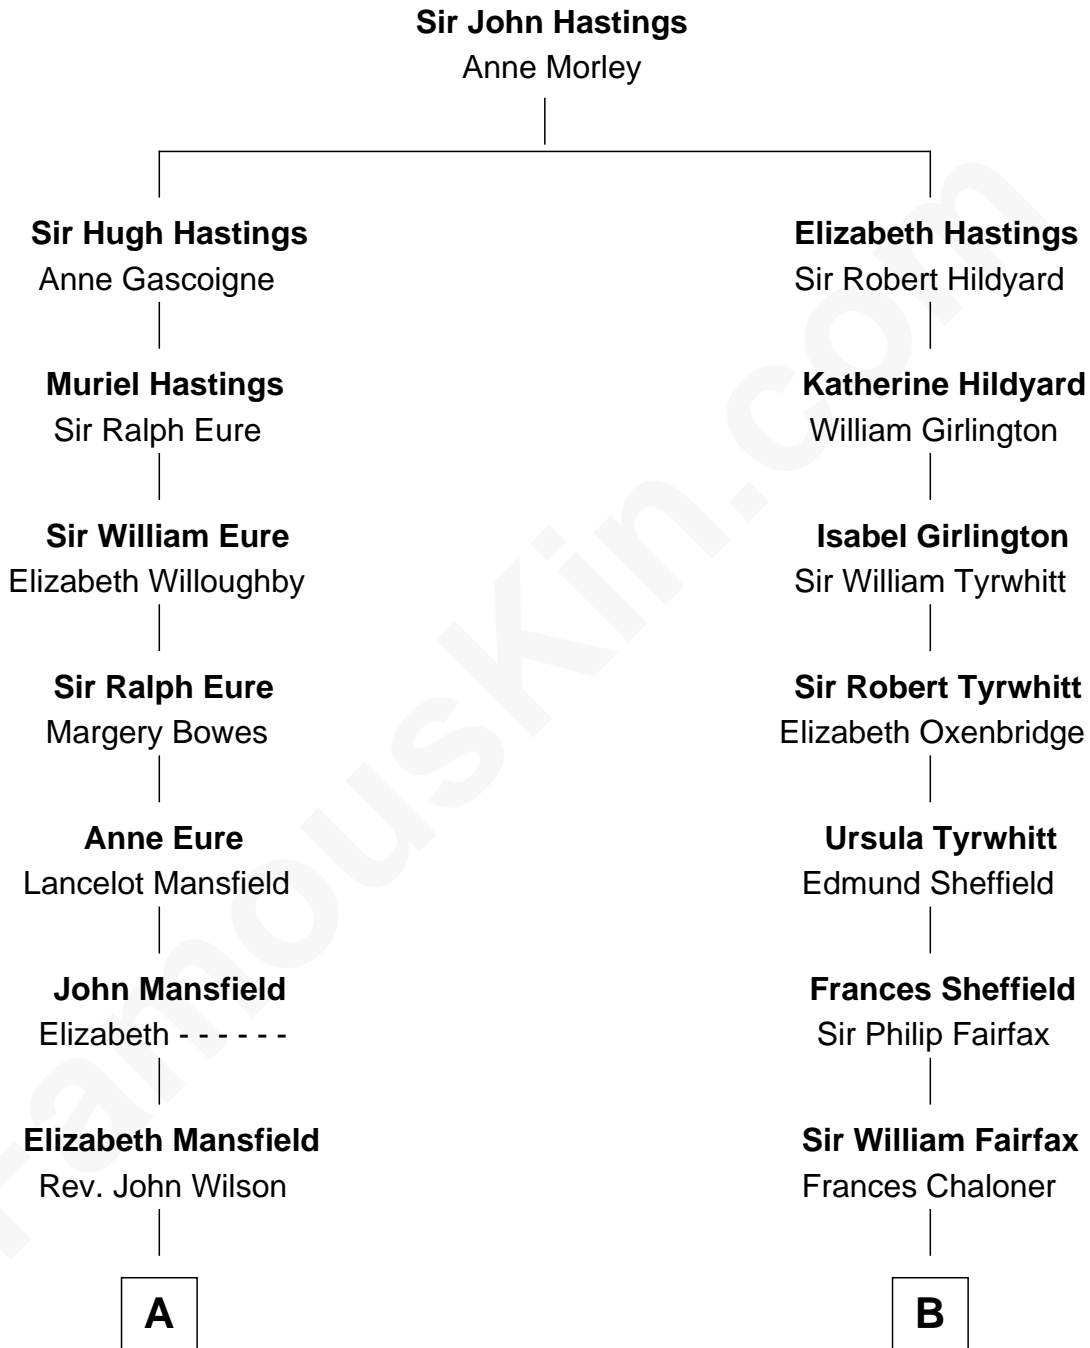 Sir John Hastings
Anne Morley
Sir Hugh Hastings
Anne Gascoigne
Elizabeth Hastings
Sir Robert Hildyard
Muriel Hastings
Sir Ralph Eure
Katherine Hildyard
William Girlington
Sir William Eure
Elizabeth Willoughby
Isabel Girlington
Sir William Tyrwhitt
Sir Ralph Eure
Margery Bowes
Sir Robert Tyrwhitt
Elizabeth Oxenbridge
Anne Eure
Lancelot Mansfield
Ursula Tyrwhitt
Edmund Sheffield
John Mansfield
Elizabeth - - - - - -
Frances Sheffield
Sir Philip Fairfax
Elizabeth Mansfield
Rev. John Wilson
Sir William Fairfax
Frances Chaloner
A
B
FamousKin.com